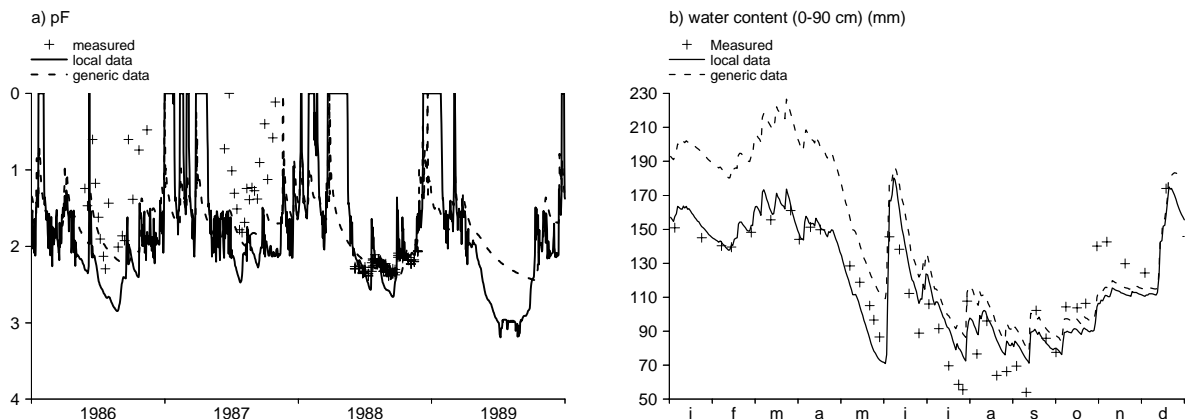 a) pF
measured
local data
generic data
0
1
2
3
4
1986 1987 1988 1989
b) water content (0-90 cm) (mm)
Measured
local data
generic data
230
210
190
170
150
130
110
90
70
50
j f m a m j j a s o n d